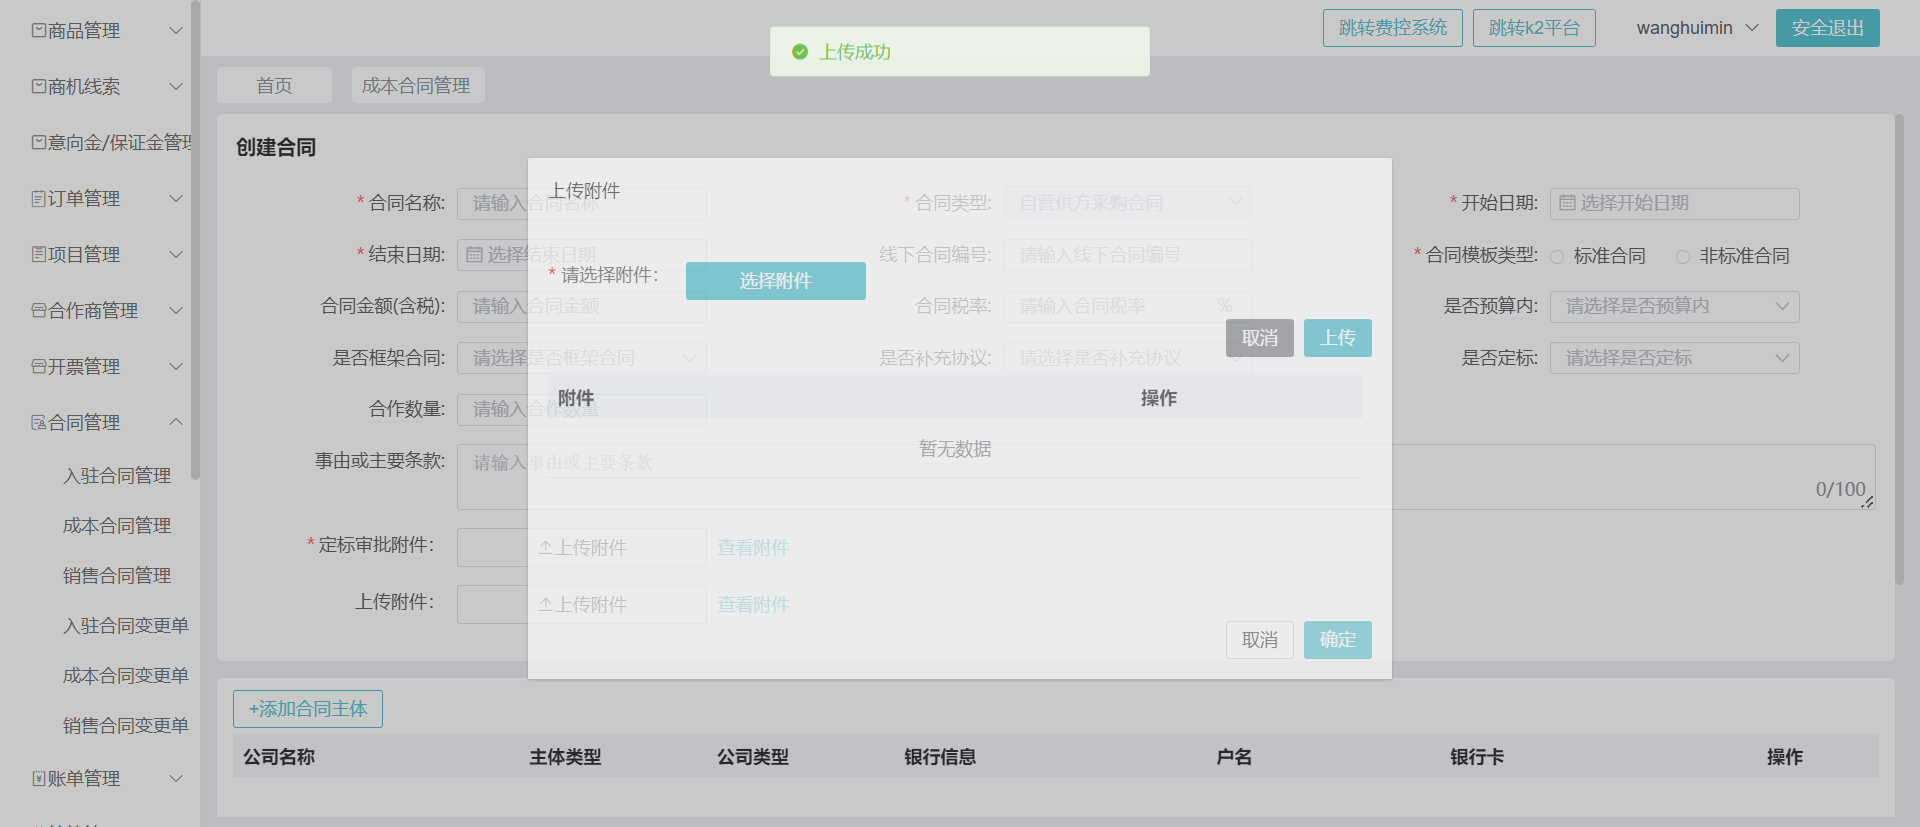 商品管理
商机线索
意向金/保证金管理
订单管理
项目管理
合作商管理
开票管理
合同管理
入驻合同管理
成本合同管理
销售合同管理
入驻合同变更单
成本合同变更单
销售合同变更单
账单管理
跳转费控系统
跳转k2平台
wanghuimin
安全退出
上传成功
首页
成本合同管理
创建合同
* 合同名称: 请输入合同名称
* 合同类型: 自营供方采购合同
* 开始日期: 选择开始日期
* 结束日期: 选择结束日期
线下合同编号: 请输入线下合同编号
* 合同模板类型: 标准合同 非标准合同
合同金额(含税): 请输入合同金额
合同税率: 请输入合同税率 %
是否预算内: 请选择是否预算内
是否框架合同: 请选择是否框架合同
是否补充协议: 请选择是否补充协议
是否定标: 请选择是否定标
合作数量: 请输入合作数量
事由或主要条款: 请输入事由或主要条款
0/100
* 定标审批附件: 上传附件 查看附件
上传附件: 上传附件 查看附件
上传附件
* 请选择附件: 选择附件
取消 上传
附件 操作
暂无数据
取消 确定
+添加合同主体
公司名称 主体类型 公司类型 银行信息 户名 银行卡 操作